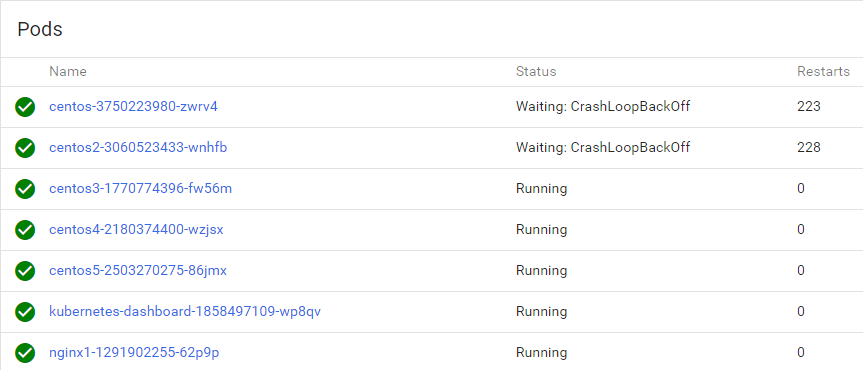 Pods
Name Status Restarts
centos-3750223980-zwrv4 Waiting: CrashLoopBackOff 223
centos2-3060523433-wnhfb Waiting: CrashLoopBackOff 228
centos3-1770774396-fw56m Running 0
centos4-2180374400-wzjsx Running 0
centos5-2503270275-86jmx Running 0
kubernetes-dashboard-1858497109-wp8qv Running 0
nginx1-1291902255-62p9p Running 0